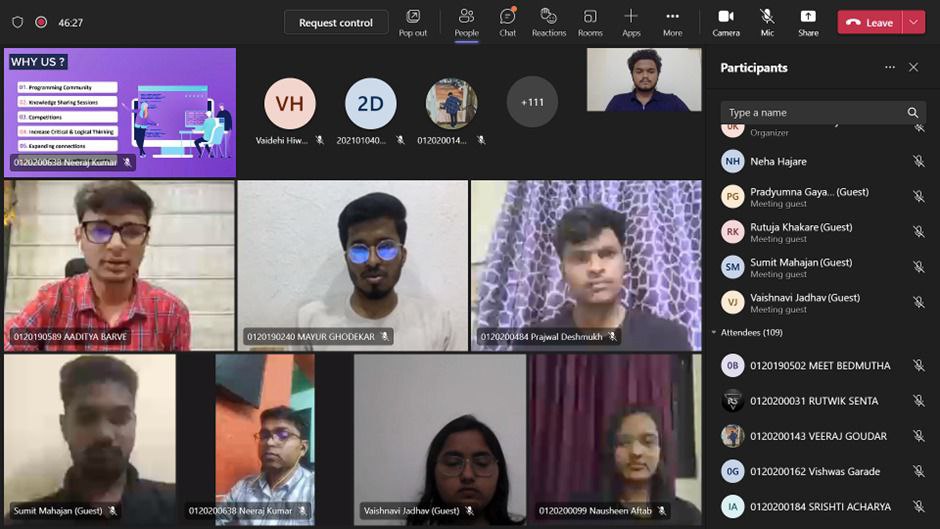 46:27
Request control
Pop out
People
Chat
Reactions
Rooms
Apps
More
Camera
Mic
Share
Leave
WHY US ?
01. Programming Community
02. Knowledge Sharing Sessions
03. Competitions
04. Increase Critical & Logical Thinking
05. Expanding connections
0120200638 Neeraj Kumar
VH
Vaidehi Hiw...
2D
202101040...
012020014...
+111
0120190589 AADITYA BARVE
0120190240 MAYUR GHODEKAR
0120200484 Prajwal Deshmukh
Sumit Mahajan (Guest)
0120200638 Neeraj Kumar
Vaishnavi Jadhav (Guest)
0120200099 Nausheen Aftab
Participants
Type a name
Organizer
NH
Neha Hajare
PG
Pradyumna Gaya... (Guest)
Meeting guest
RK
Rutuja Khakare (Guest)
Meeting guest
SM
Sumit Mahajan (Guest)
Meeting guest
VJ
Vaishnavi Jadhav (Guest)
Meeting guest
Attendees (109)
0B
0120190502 MEET BEDMUTHA
0120200031 RUTWIK SENTA
0120200143 VEERAJ GOUDAR
0G
0120200162 Vishwas Garade
IA
0120200184 SRISHTI ACHARYA